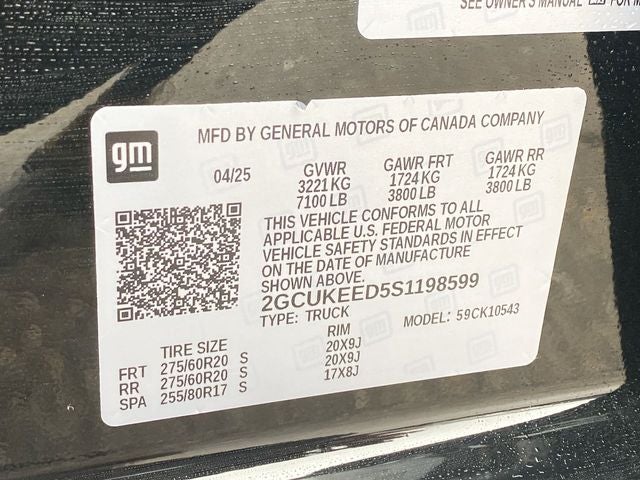 SEE OWNER'S MANUAL
FOR
gm
MFD BY GENERAL MOTORS OF CANADA COMPANY
04/25 GVWR GAWR FRT GAWR RR
3221 KG 1724 KG 1724 KG
7100 LB 3800 LB 3800 LB
THIS VEHICLE CONFORMS TO ALL
APPLICABLE U.S. FEDERAL MOTOR
VEHICLE SAFETY STANDARDS IN EFFECT
ON THE DATE OF MANUFACTURE
SHOWN ABOVE.
2GCUKEED5S1198599
TYPE: TRUCK MODEL: 59CK10543
TIRE SIZE RIM
FRT 275/60R20 S 20X9J
RR 275/60R20 S 20X9J
SPA 255/80R17 S 17X8J